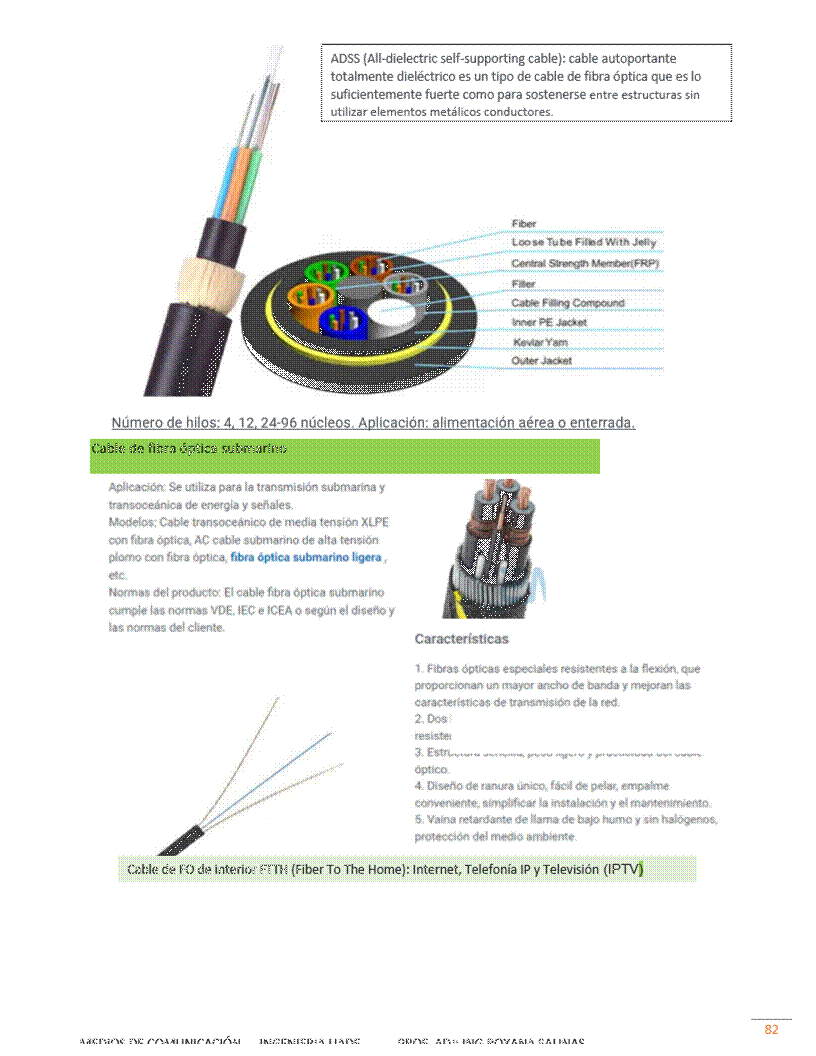 ADSS (All-dielectric self-supporting cable): cable autoportante
totalmente dieléctrico es un tipo de cable de fibra óptica que es lo
suficientemente fuerte como para sostenerse entre estructuras sin
utilizar elementos metálicos conductores.
Fiber
Loose Tube Filled With Jelly
Central Strength Member(FRP)
Filler
Cable Filling Compound
Inner PE Jacket
Kevlar Yarn
Outer Jacket
Número de hilos: 4, 12, 24-96 núcleos. Aplicación: alimentación aérea o enterrada.
Cable de fibra óptica submarino
Aplicación: Se utiliza para la transmisión submarina y
transoceánica de energía y señales.
Modelos: Cable transoceánico de media tensión XLPE
con fibra óptica, AC cable submarino de alta tensión
plomo con fibra óptica, fibra óptica submarino ligera ,
etc.
Normas del producto: El cable fibra óptica submarino
cumple las normas VDE, IEC e ICEA o según el diseño y
las normas del cliente.
Características
1. Fibras ópticas especiales resistentes a la flexión, que
proporcionan un mayor ancho de banda y mejoran las
características de transmisión de la red.
2. Dos
3. Estructura sencilla, peso ligero y practicidad del cable
óptico.
4. Diseño de ranura único, fácil de pelar, empalme
conveniente, simplificar la instalación y el mantenimiento.
5. Vaina retardante de llama de bajo humo y sin halógenos,
protección del medio ambiente.
Cable de FO de interior FTTH (Fiber To The Home): Internet, Telefonía IP y Televisión (IPTV)
82
MEDIOS DE COMUNICACIÓN INGENIERIA UADE PROF. ING ROXANA SALINAS